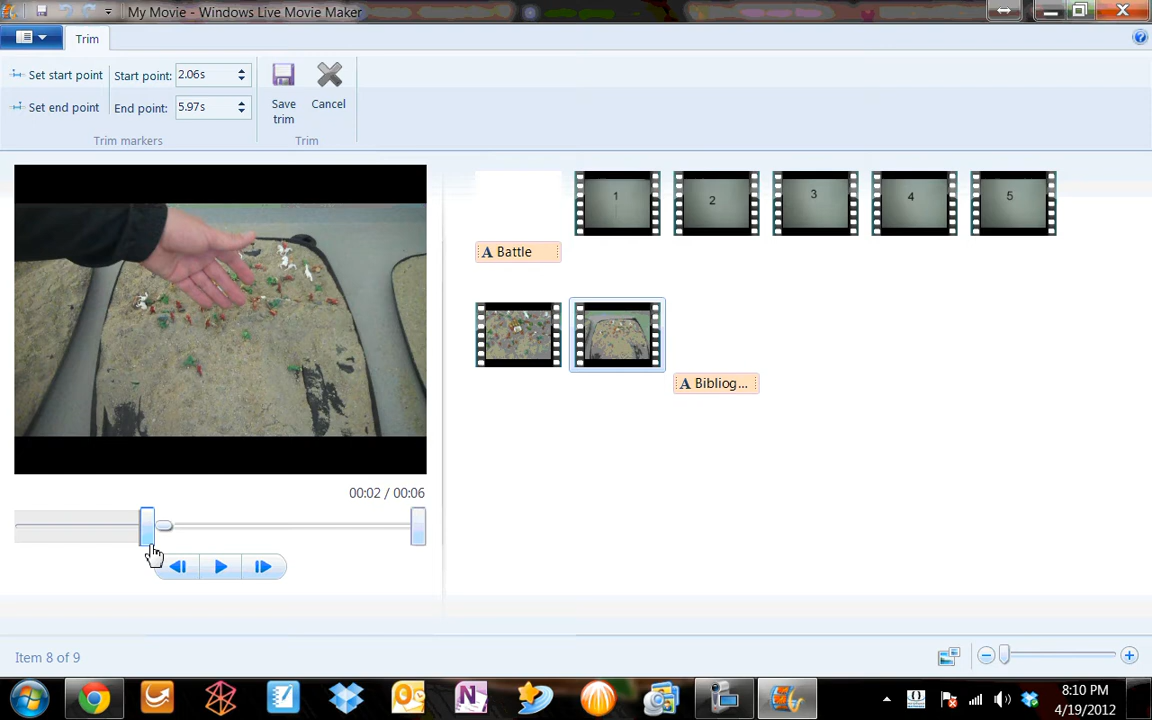 My Movie - Windows Live Movie Maker
Trim
Set start point
Start point: 2.06s
Set end point
End point: 5.97s
Save trim
Cancel
Trim markers
Trim
1
2
3
4
5
A Battle
A Bibliog...
00:02 / 00:06
Item 8 of 9
8:10 PM
4/19/2012